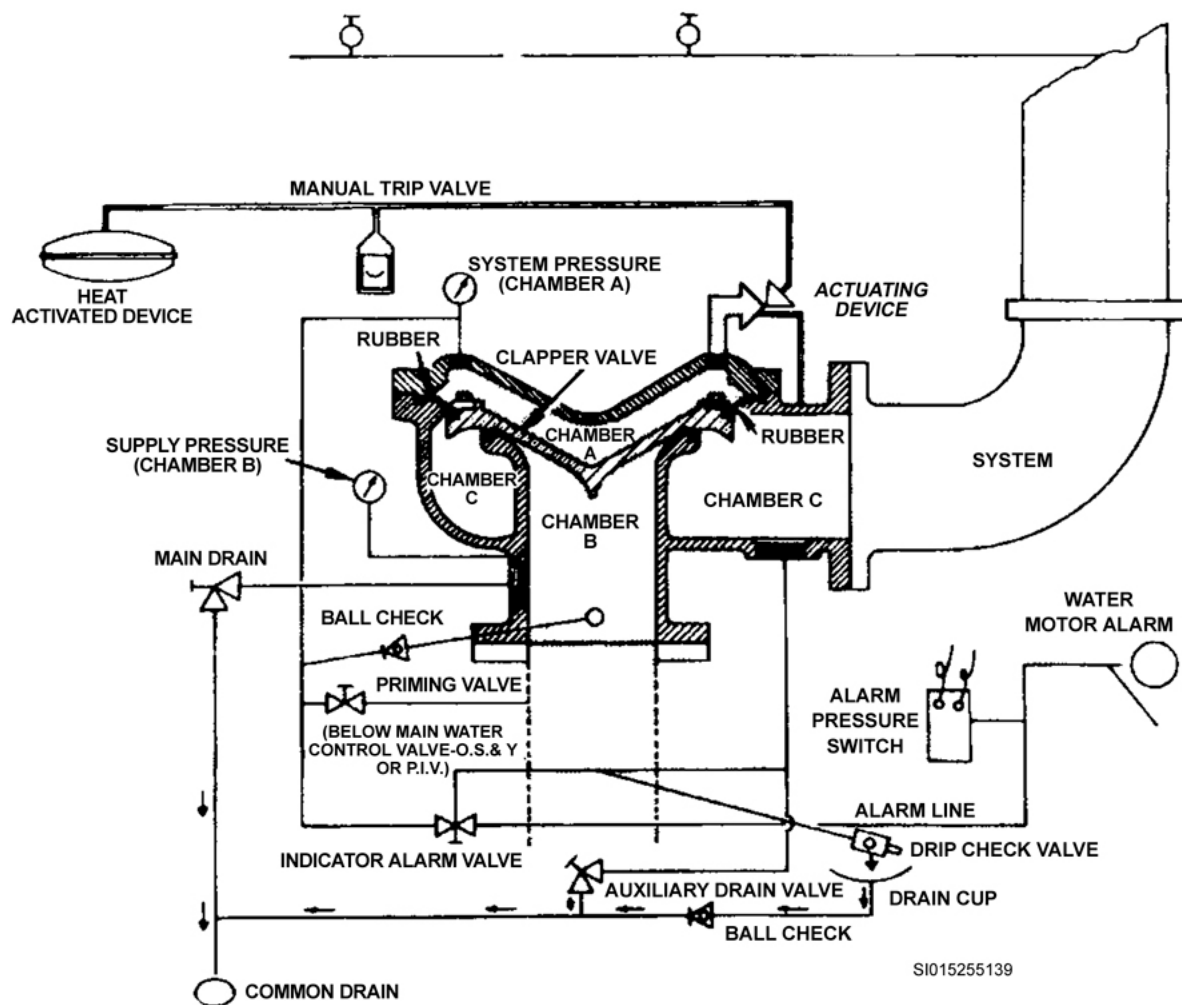 MANUAL TRIP VALVE
HEAT
ACTIVATED DEVICE
SYSTEM PRESSURE
(CHAMBER A)
ACTUATING
DEVICE
RUBBER
CLAPPER VALVE
CHAMBER
A
RUBBER
SUPPLY PRESSURE
(CHAMBER B)
CHAMBER
C
CHAMBER
B
CHAMBER C
SYSTEM
MAIN DRAIN
BALL CHECK
PRIMING VALVE
(BELOW MAIN WATER
CONTROL VALVE-O.S.& Y
OR P.I.V.)
WATER
MOTOR ALARM
ALARM
PRESSURE
SWITCH
ALARM LINE
INDICATOR ALARM VALVE
DRIP CHECK VALVE
AUXILIARY DRAIN VALVE
DRAIN CUP
BALL CHECK
COMMON DRAIN
SI015255139